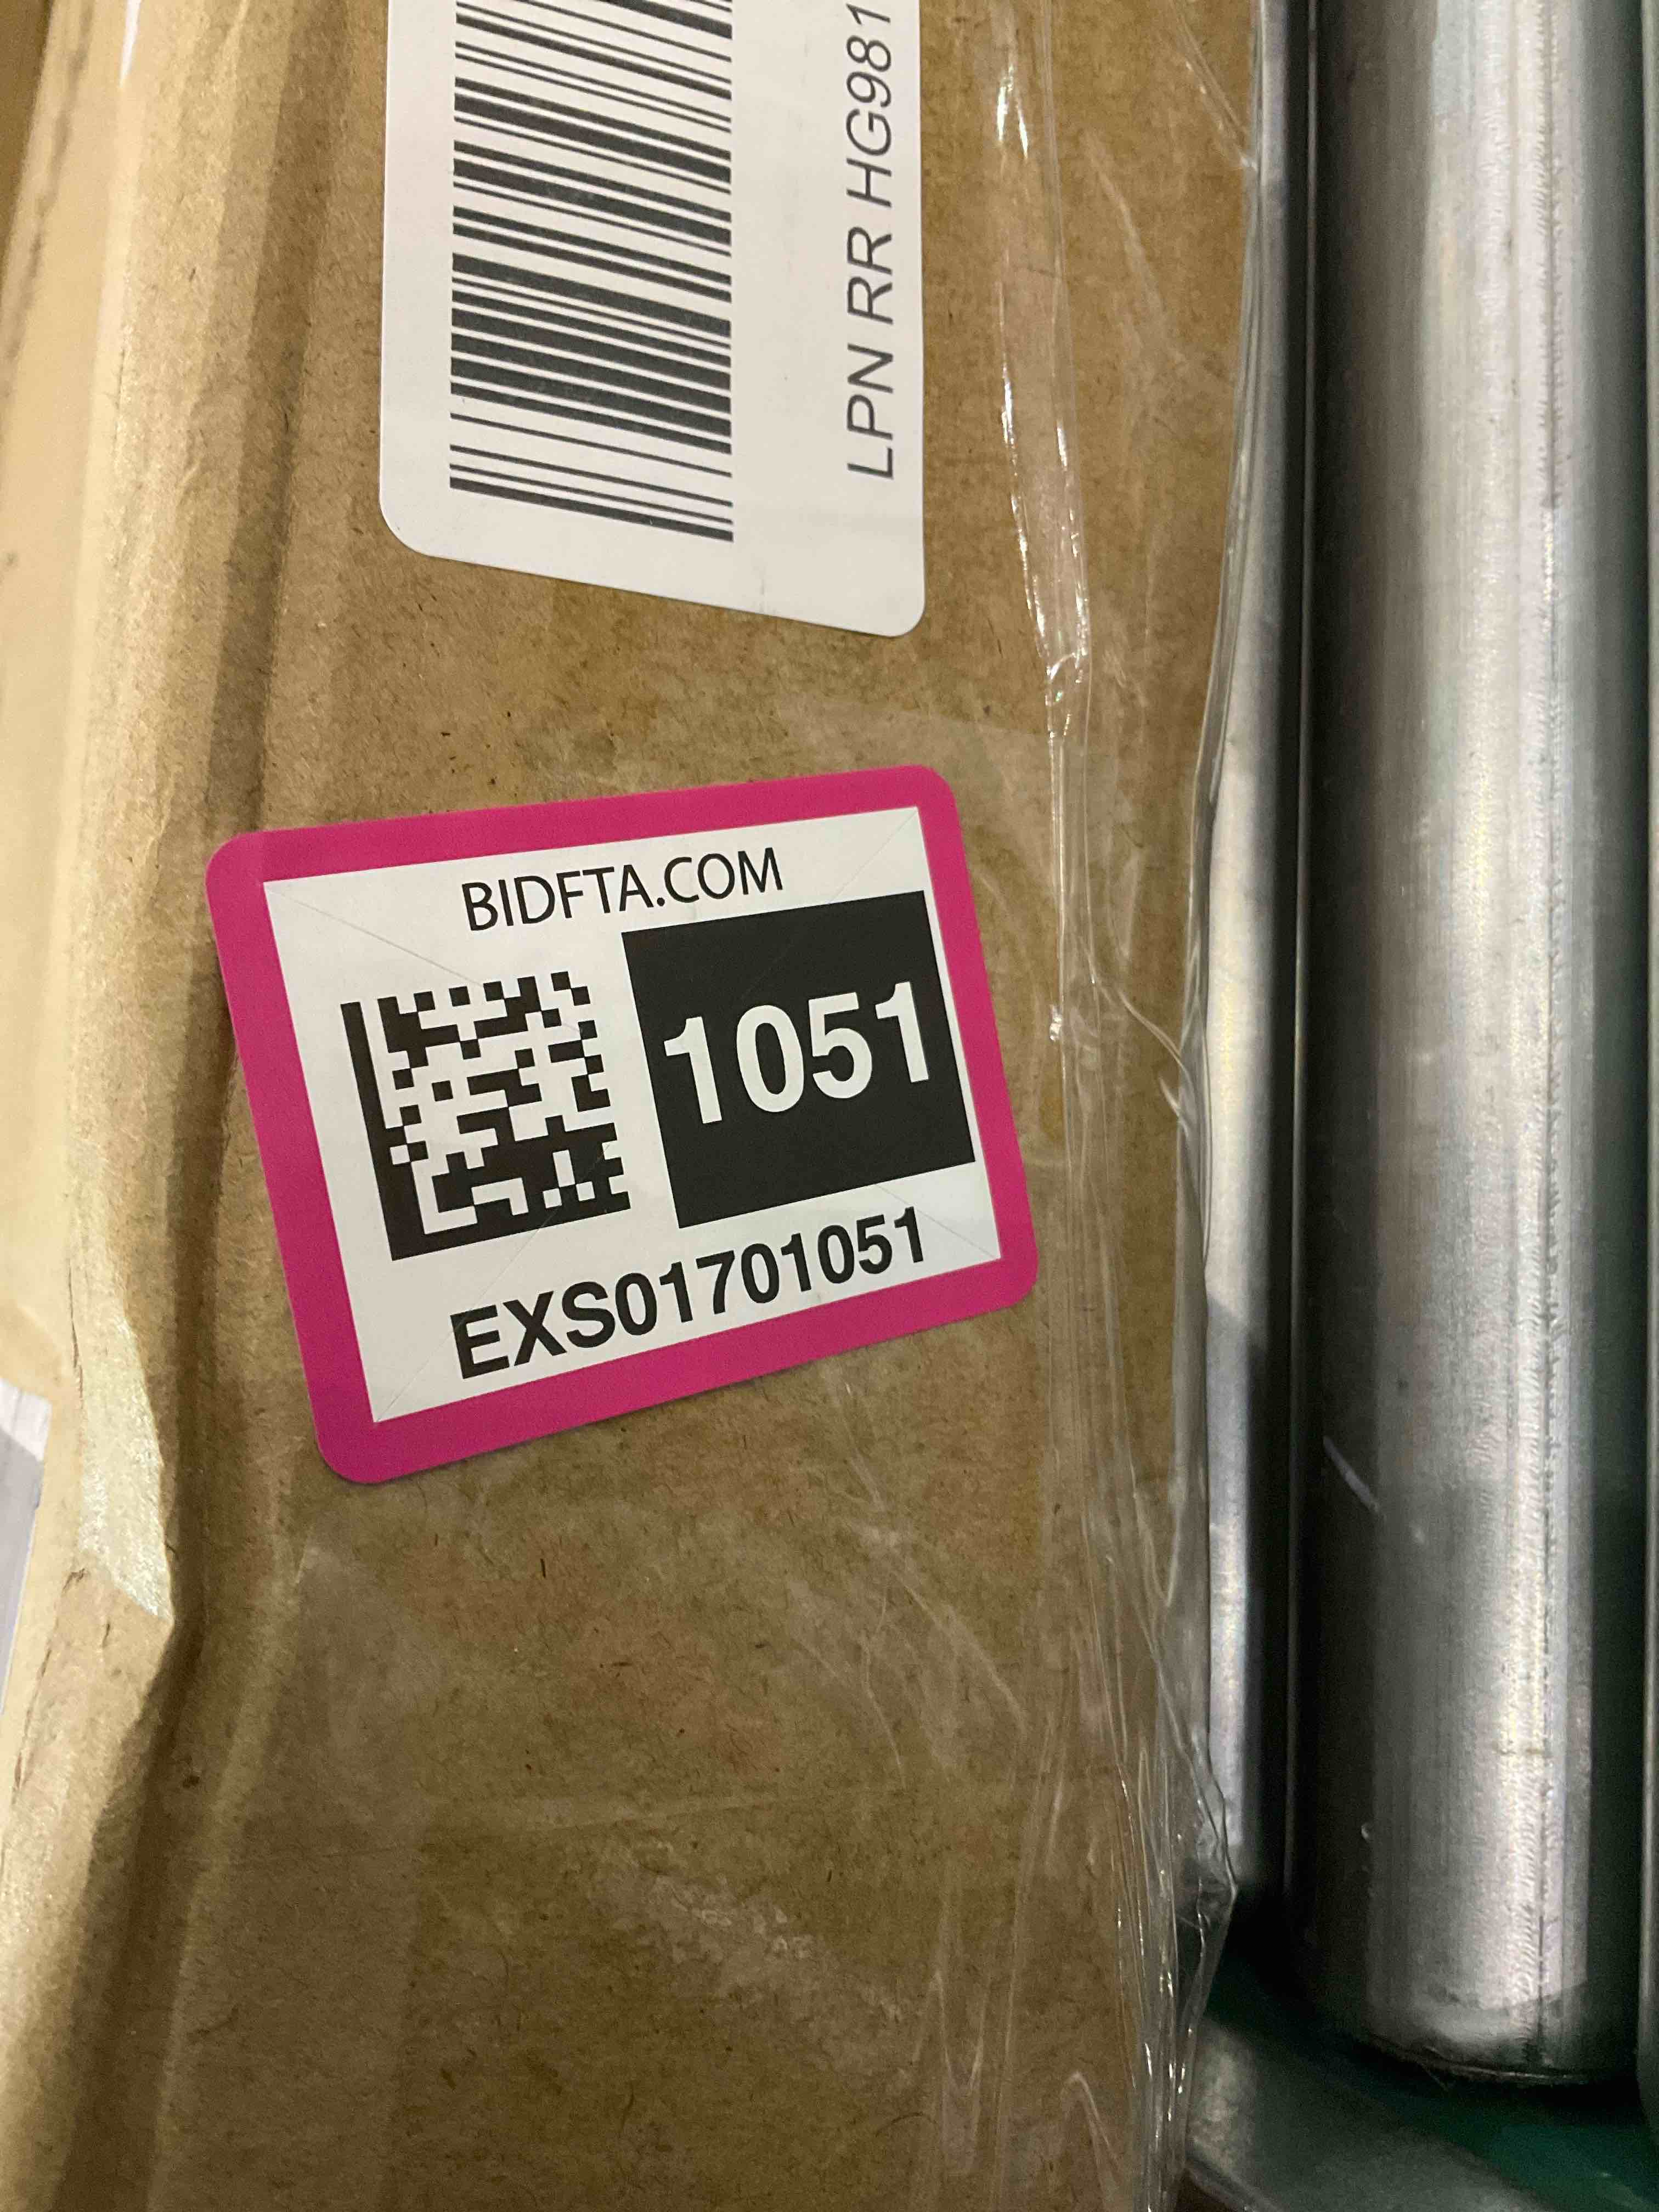 LPN RR HG981
BIDFTA.COM
1051
EXS01701051